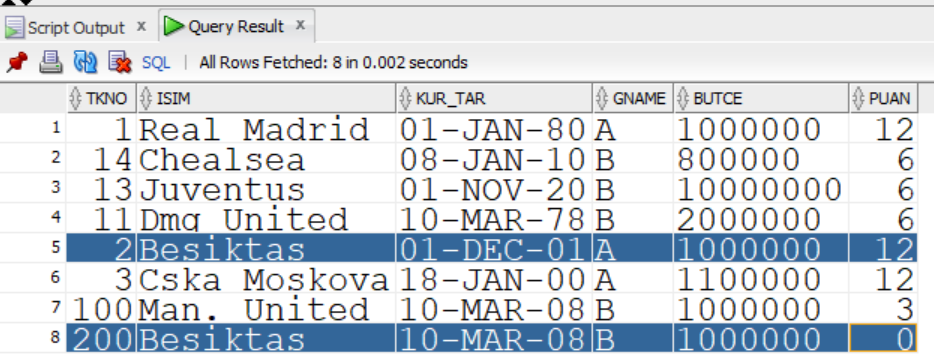 Script Output x Query Result x
SQL | All Rows Fetched: 8 in 0.002 seconds
TKNO ISIM KUR_TAR GNAME BUTCE PUAN
1 1 Real Madrid 01-JAN-80 A 1000000 12
2 14 Chealsea 08-JAN-10 B 800000 6
3 13 Juventus 01-NOV-20 B 10000000 6
4 11 Dmg United 10-MAR-78 B 2000000 6
5 2 Besiktas 01-DEC-01 A 1000000 12
6 3 Cska Moskova 18-JAN-00 A 1100000 12
7 100 Man. United 10-MAR-08 B 1000000 3
8 200 Besiktas 10-MAR-08 B 1000000 0